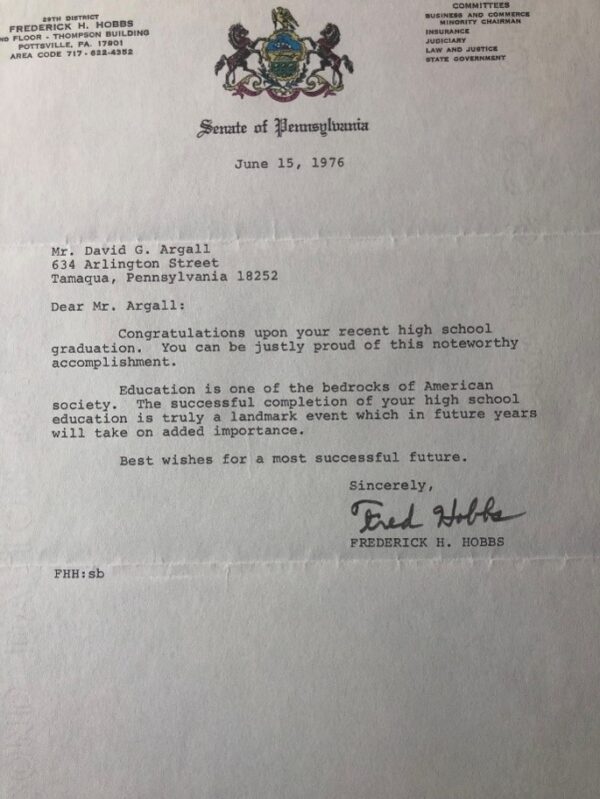 29TH DISTRICT
FREDERICK H. HOBBS
FLOOR - THOMPSON BUILDING
POTTSVILLE, PA. 17901
AREA CODE 717 - 622-4352
COMMITTEES
BUSINESS AND COMMERCE
MINORITY CHAIRMAN
INSURANCE
JUDICIARY
LAW AND JUSTICE
STATE GOVERNMENT
Senate of Pennsylvania
June 15, 1976
Mr. David G. Argall
634 Arlington Street
Tamaqua, Pennsylvania 18252
Dear Mr. Argall:
Congratulations upon your recent high school
graduation. You can be justly proud of this noteworthy
accomplishment.
Education is one of the bedrocks of American
society. The successful completion of your high school
education is truly a landmark event which in future years
will take on added importance.
Best wishes for a most successful future.
Sincerely,
Fred Hobbs
FREDERICK H. HOBBS
FHH:sb